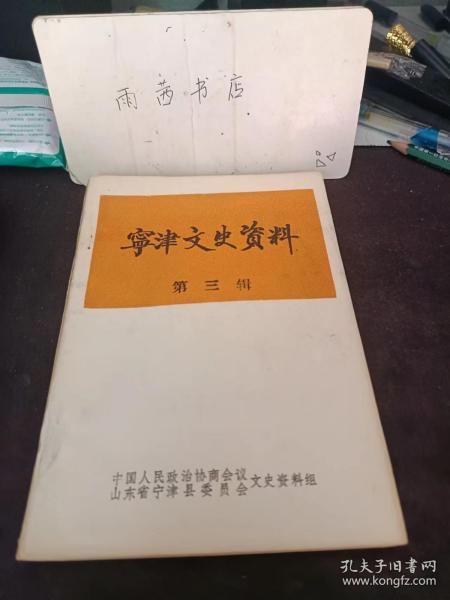 雨茜书店
寧津文史資料
第三辑
中国人民政治协商会议
山东省宁津县委员会
文史资料组
孔夫子旧书网
www.kongfz.com